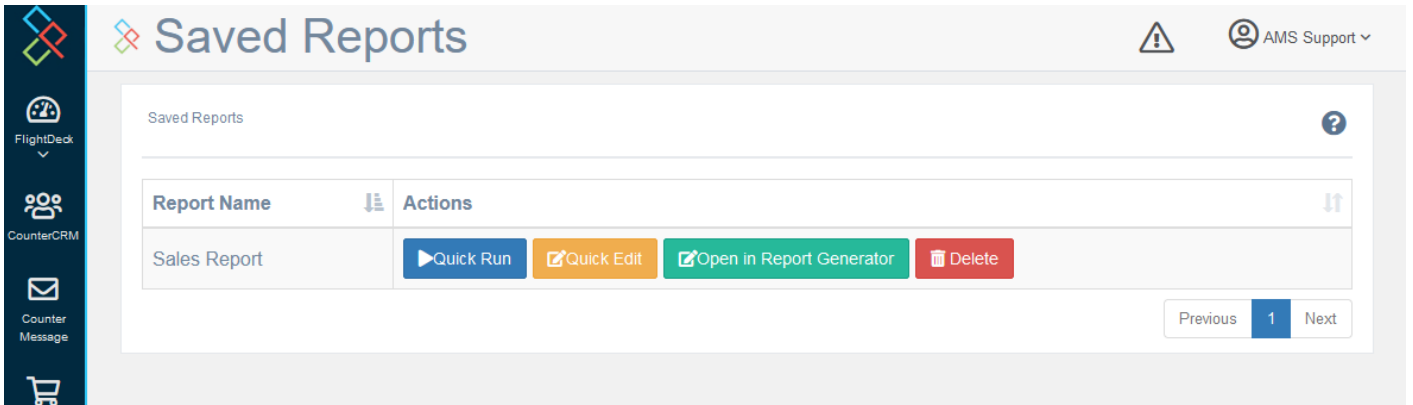 Saved Reports
AMS Support
FlightDeck
CounterCRM
Counter
Message
Saved Reports
Report Name
Actions
Sales Report
Quick Run
Quick Edit
Open in Report Generator
Delete
Previous
1
Next